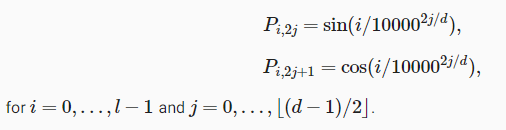 P_{i,2j} = sin(i/10000^{2j/d}),
P_{i,2j+1} = cos(i/10000^{2j/d}),
for i = 0, . . . , l − 1 and j = 0, . . . , ⌊(d − 1)/2⌋.